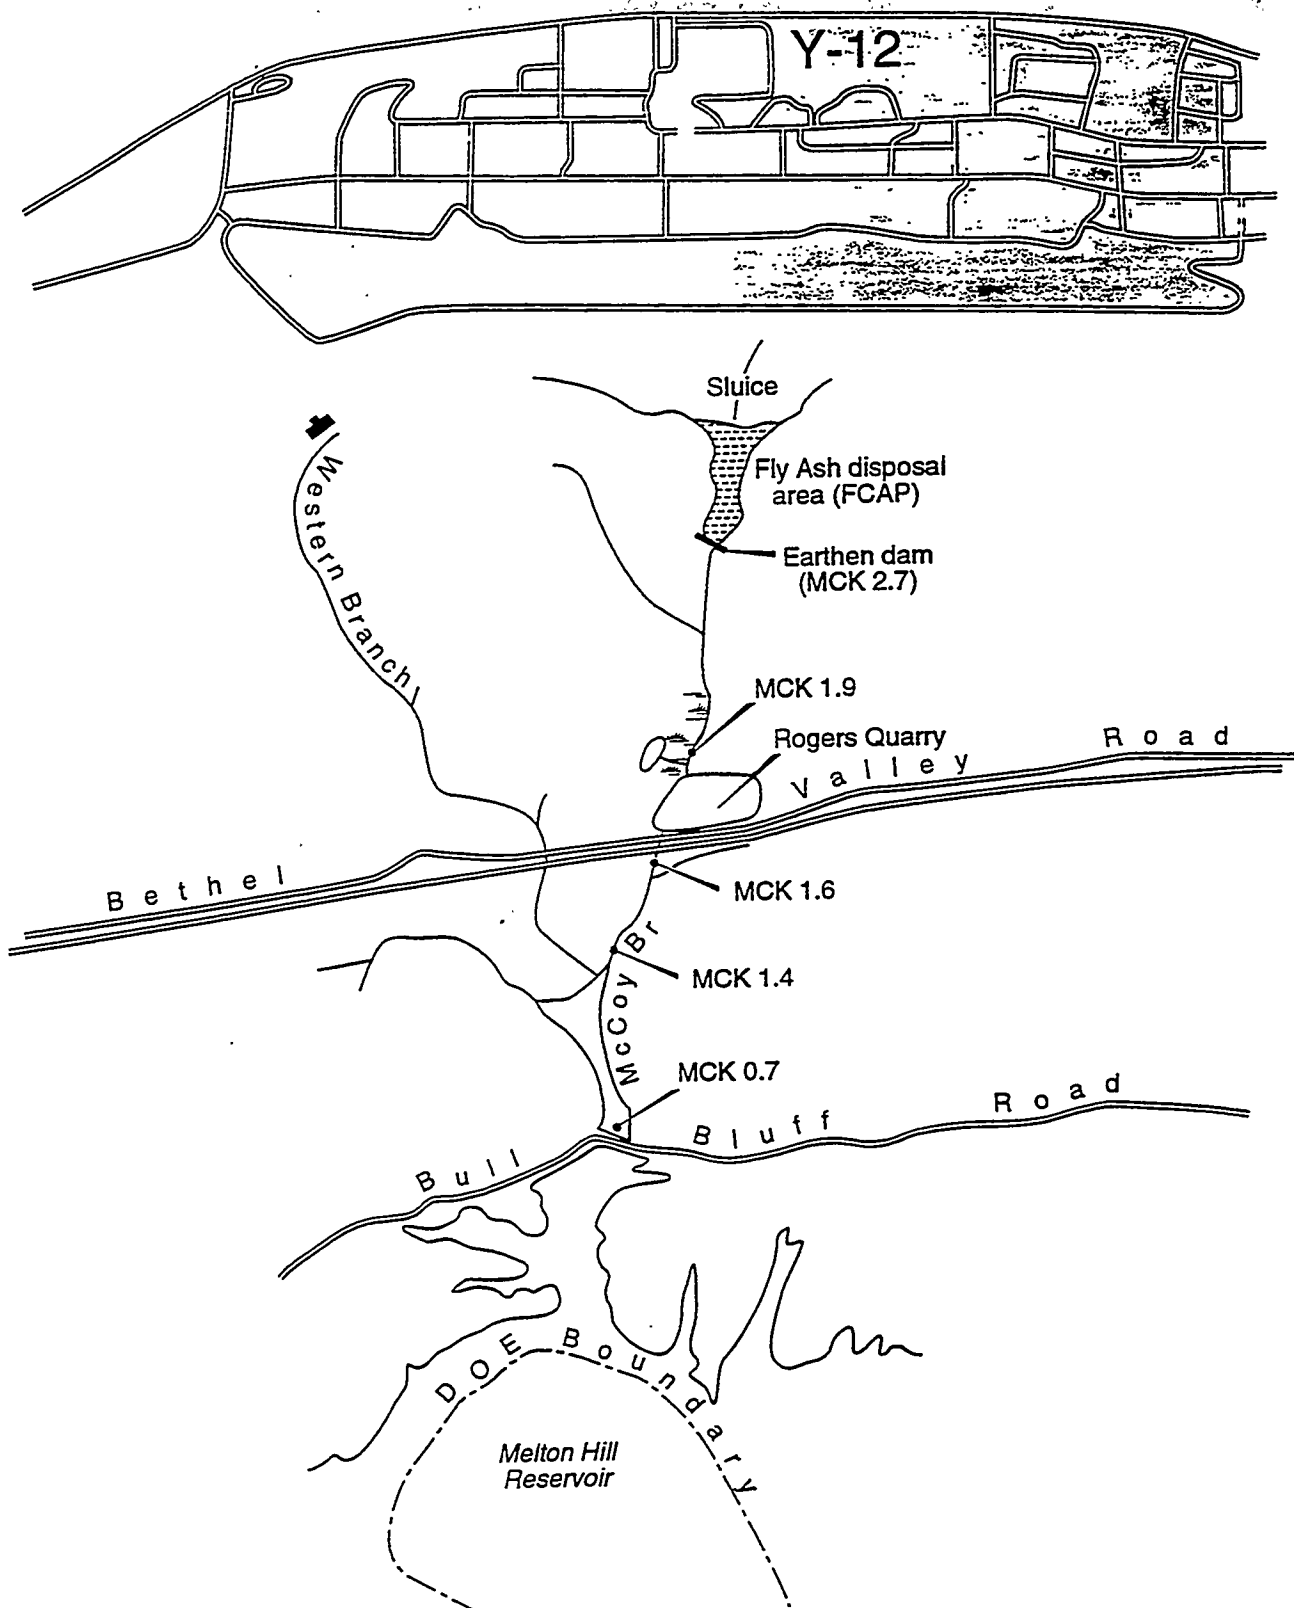 Y-12
Sluice
Fly Ash disposal
area (FCAP)
Western Branch
Earthen dam
(MCK 2.7)
MCK 1.9
Rogers Quarry
Bethel Valley Road
MCK 1.6
McCoy Br
MCK 1.4
MCK 0.7
Bull Bluff Road
DOE Boundary
Melton Hill
Reservoir